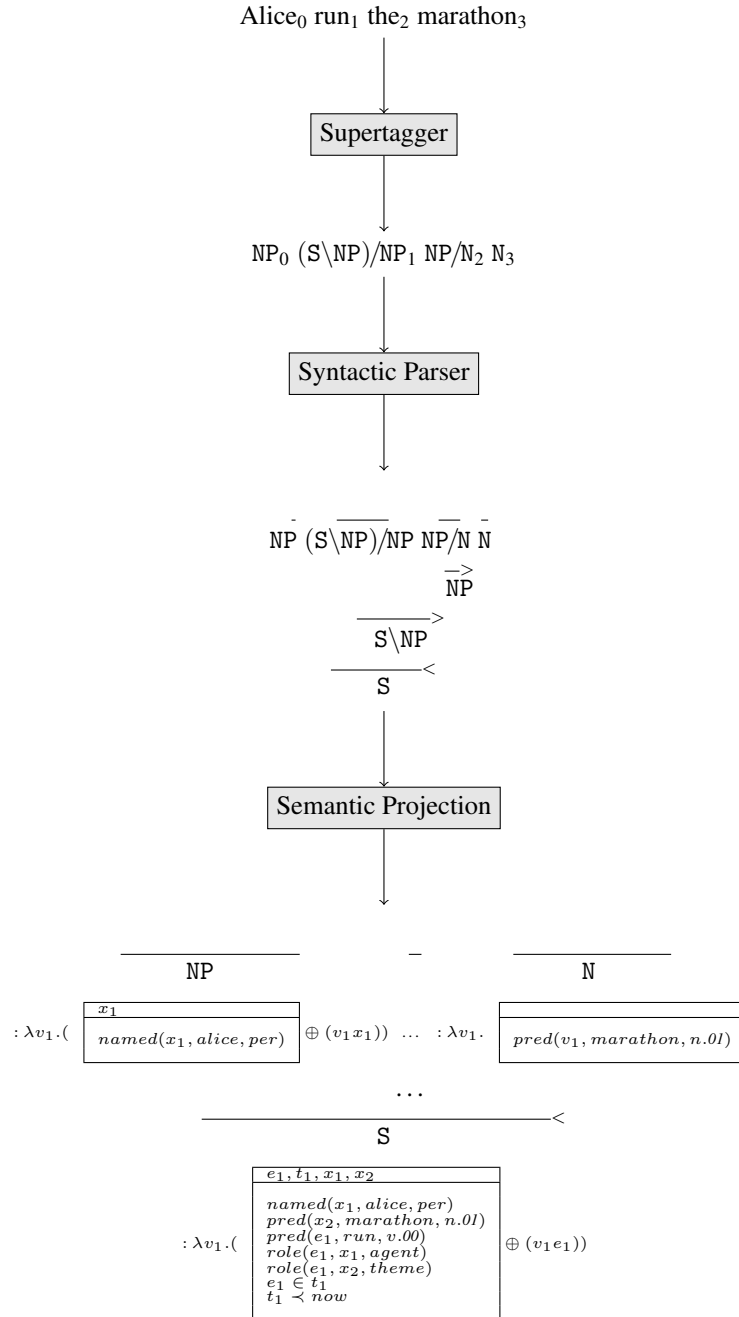 Alice₀ run₁ the₂ marathon₃
Supertagger
NP₀ (S\NP)/NP₁ NP/N₂ N₃
Syntactic Parser
NP (S\NP)/NP NP/N N
>
NP
>
S\NP
<
S
Semantic Projection
NP N
x₁
: λv₁.( named(x₁, alice, per) ⊕ (v₁x₁)) ... : λv₁. pred(v₁, marathon, n.01)
...
<
S
e₁, t₁, x₁, x₂
named(x₁, alice, per)
pred(x₂, marathon, n.01)
pred(e₁, run, v.00)
: λv₁.( role(e₁, x₁, agent) ⊕ (v₁e₁))
role(e₁, x₂, theme)
e₁ ∈ t₁
t₁ ≺ now